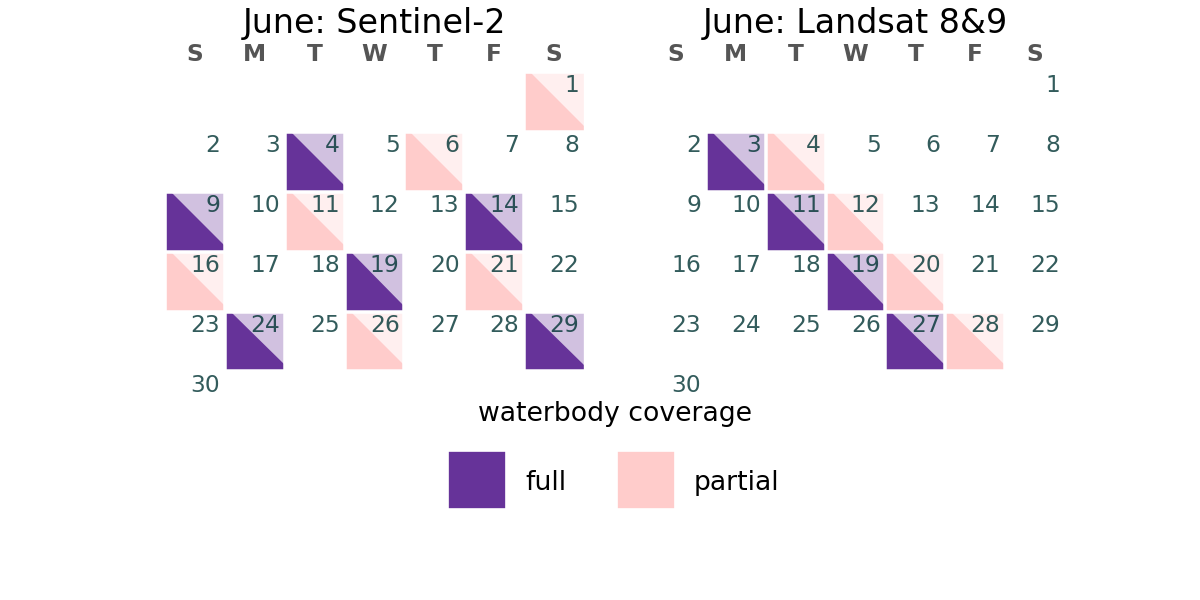 June: Sentinel-2
S M T W T F S
1
2 3 4 5 6 7 8
9 10 11 12 13 14 15
16 17 18 19 20 21 22
23 24 25 26 27 28 29
30
June: Landsat 8&9
S M T W T F S
1
2 3 4 5 6 7 8
9 10 11 12 13 14 15
16 17 18 19 20 21 22
23 24 25 26 27 28 29
30
waterbody coverage
full partial